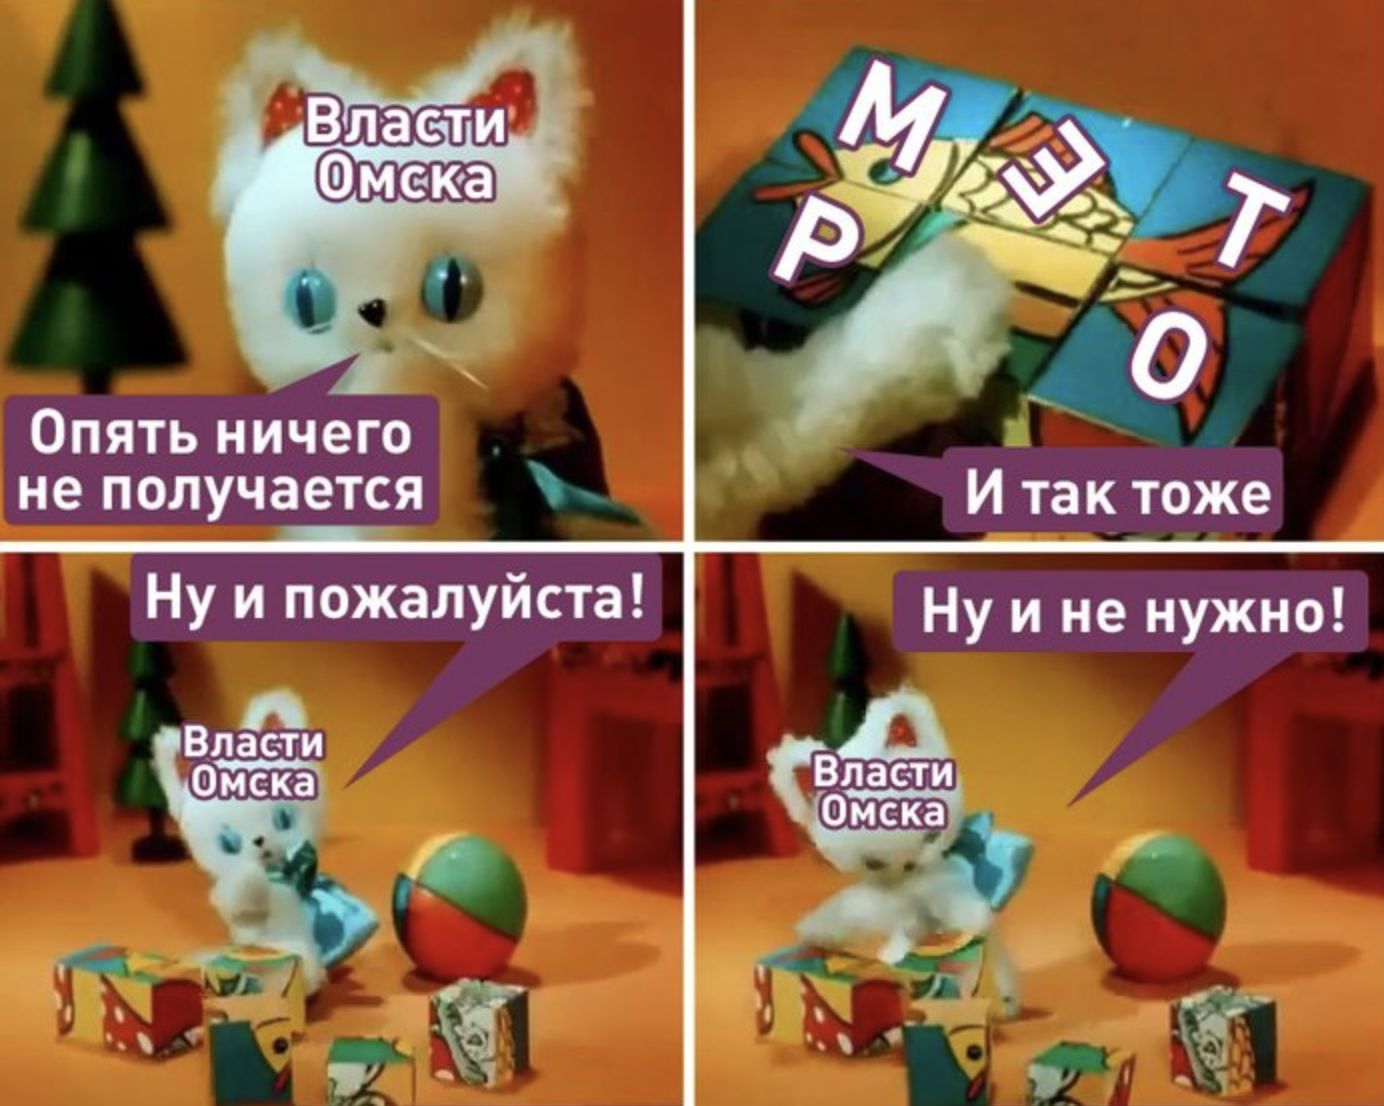 Власти
Омска
Опять ничего
не получается
М Э Т
Р О
И так тоже
Ну и пожалуйста!
Власти
Омска
Ну и не нужно!
Власти
Омска